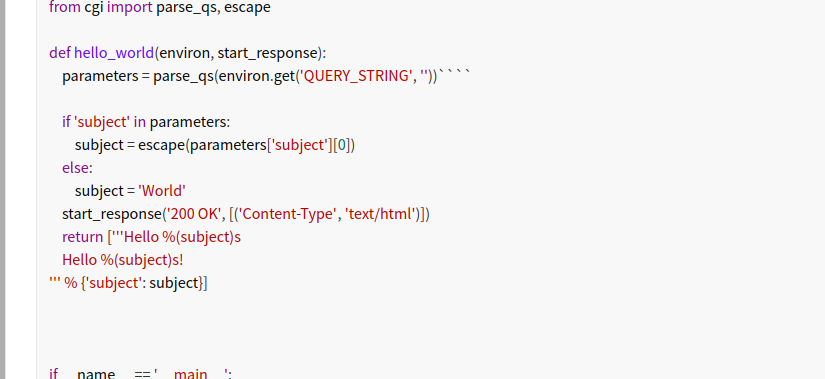 from cgi import parse_qs, escape
def hello_world(environ, start_response):
parameters = parse_qs(environ.get('QUERY_STRING', ''))````
if 'subject' in parameters:
subject = escape(parameters['subject'][0])
else:
subject = 'World'
start_response('200 OK', [('Content-Type', 'text/html')])
return ['''Hello %(subject)s
Hello %(subject)s!
''' % {'subject': subject}]
if __name__ == '__main__':